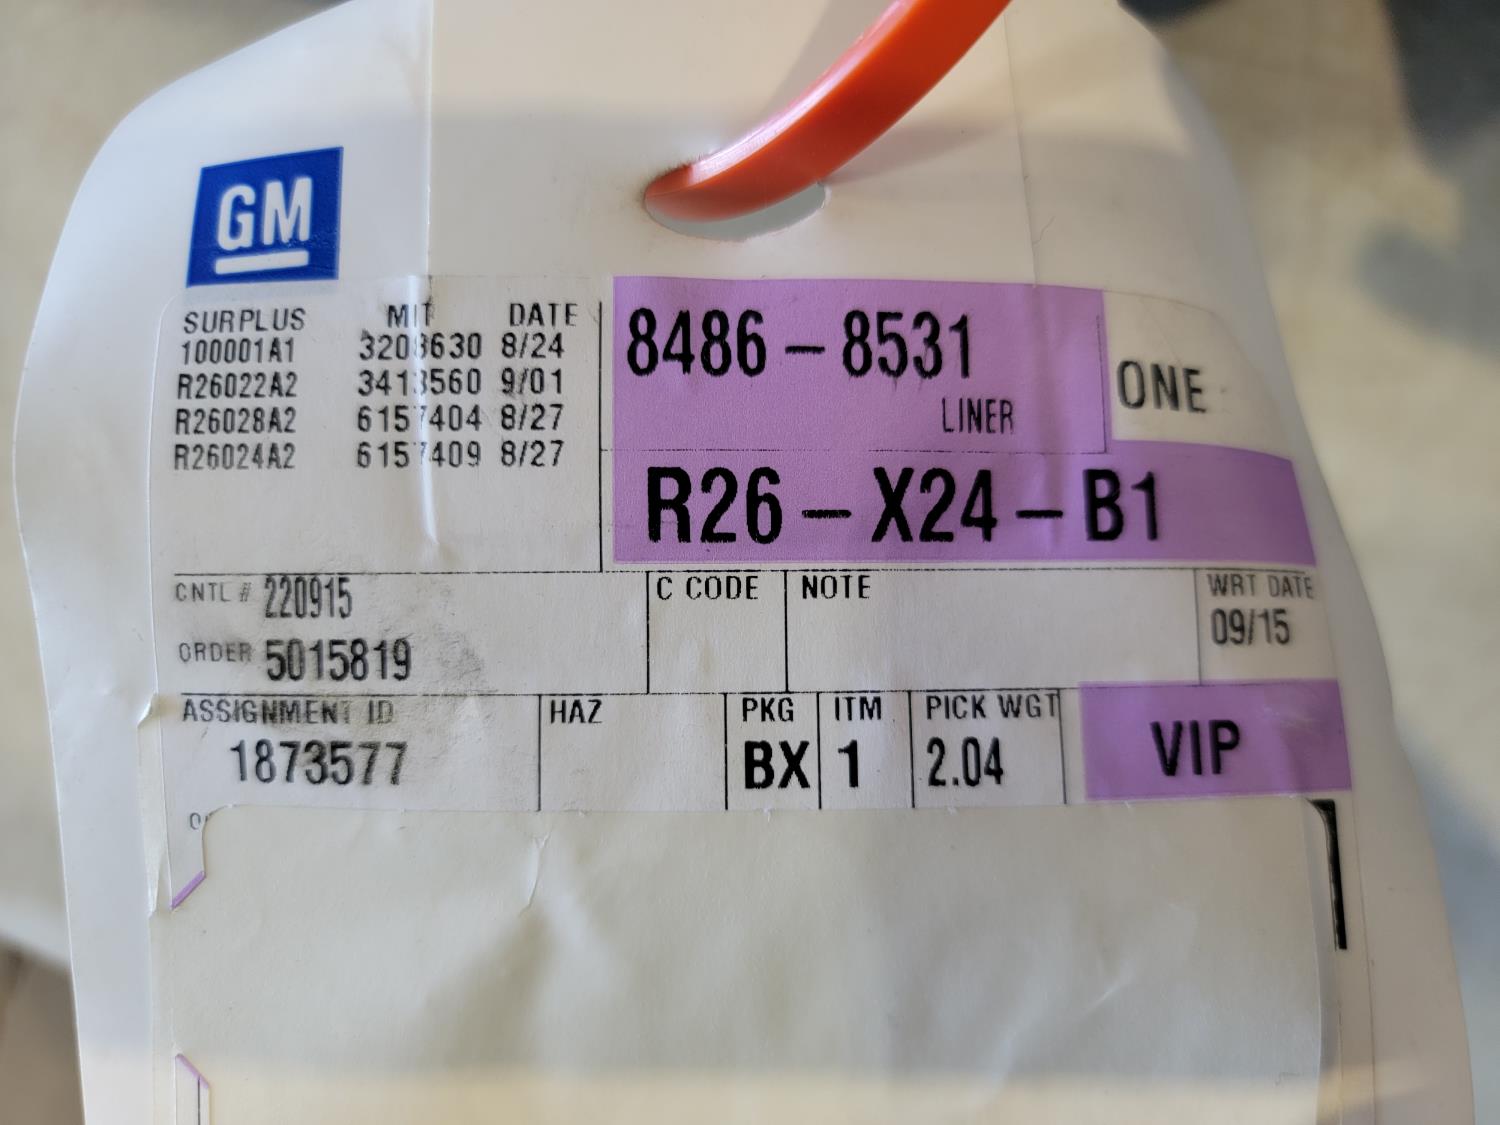 GM
SURPLUS MIT DATE
100001A1 3208630 8/24
R26022A2 3413560 9/01
R26028A2 6157404 8/27
R26024A2 6157409 8/27
8486-8531
LINER
ONE
R26-X24-B1
CNTL # 220915
ORDER 5015819
C CODE
NOTE
WRT DATE
09/15
ASSIGNMENT ID
1873577
HAZ
PKG
BX
ITM
1
PICK WGT
2.04
VIP